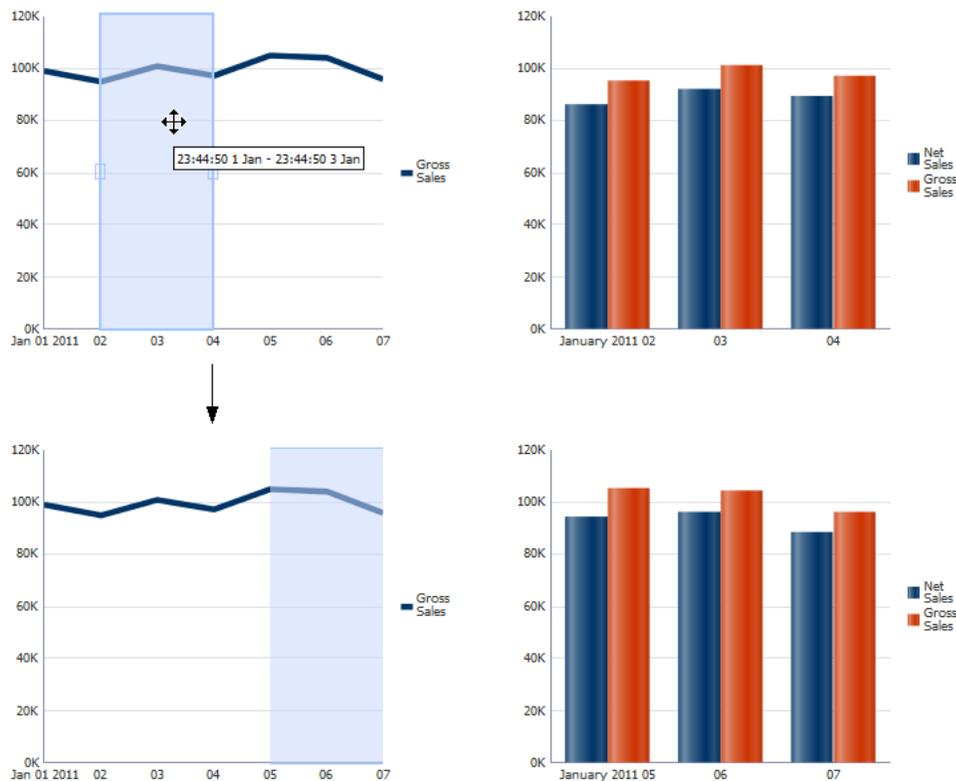 120K
100K
80K
60K
40K
20K
0K
Jan 01 2011 02 03 04 05 06 07
23:44:50 1 Jan - 23:44:50 3 Jan
Gross
Sales
120K
100K
80K
60K
40K
20K
0K
January 2011 02 03 04
Net
Sales
Gross
Sales
120K
100K
80K
60K
40K
20K
0K
Jan 01 2011 02 03 04 05 06 07
Gross
Sales
120K
100K
80K
60K
40K
20K
0K
January 2011 05 06 07
Net
Sales
Gross
Sales